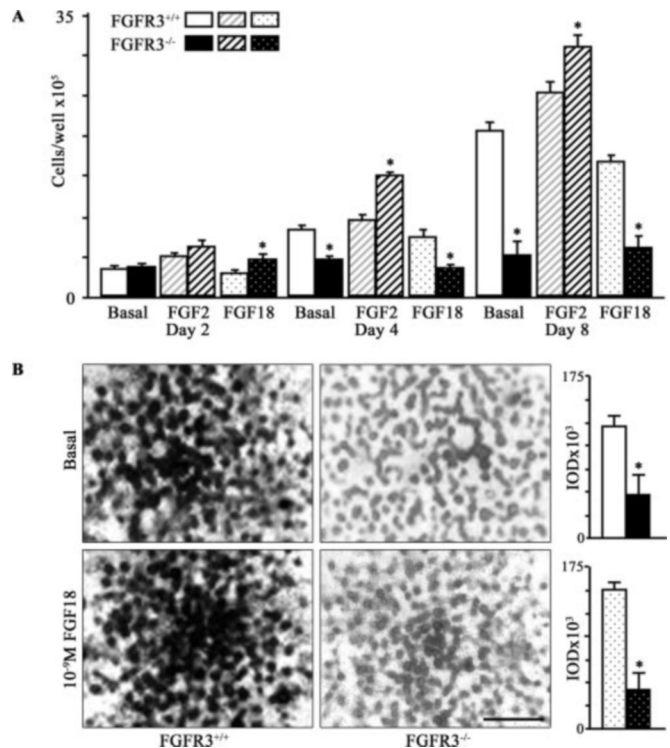 A
35
FGFR3+/+
FGFR3-/-
Cells/well x10⁵
0
*
*
*
*
*
*
*
Basal FGF2 FGF18 Basal FGF2 FGF18 Basal FGF2 FGF18
Day 2 Day 4 Day 8
B
Basal
175
IODx10³
*
0
10⁻⁹M FGF18
175
IODx10³
*
0
FGFR3+/+
FGFR3-/-